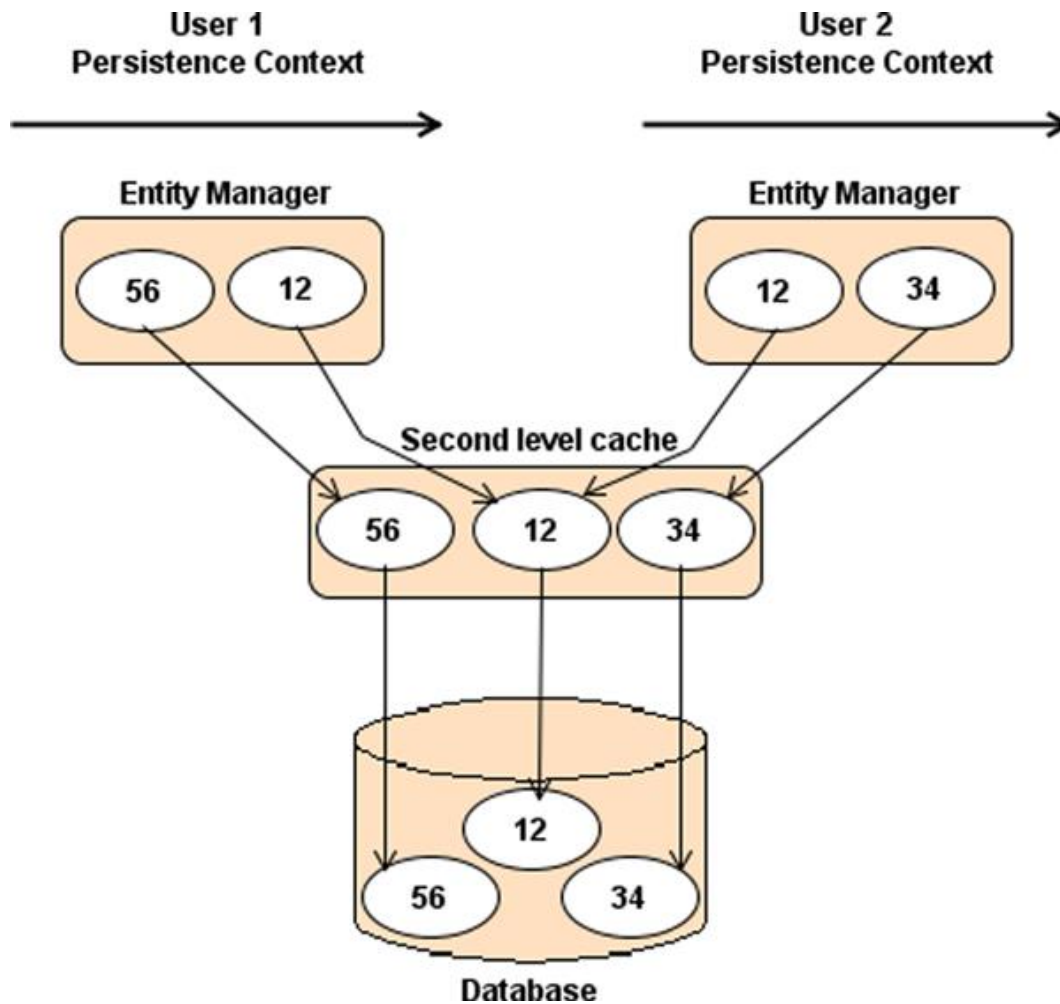 User 1
Persistence Context
User 2
Persistence Context
Entity Manager
Entity Manager
56
12
12
34
Second level cache
56
12
34
12
56
34
Database